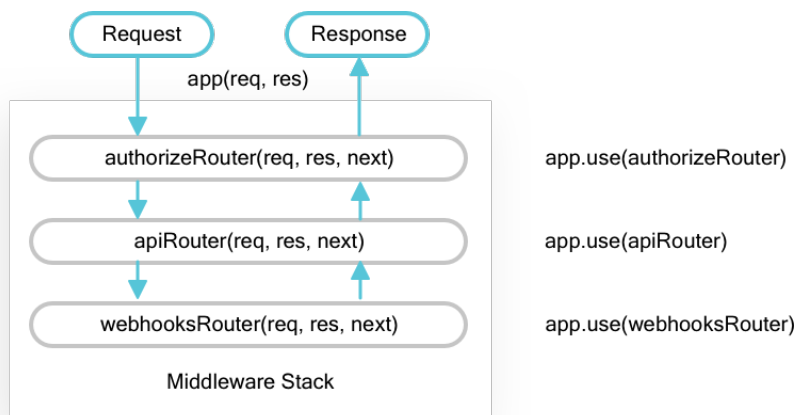 Request
Response
app(req, res)
authorizeRouter(req, res, next)
app.use(authorizeRouter)
apiRouter(req, res, next)
app.use(apiRouter)
webhooksRouter(req, res, next)
app.use(webhooksRouter)
Middleware Stack